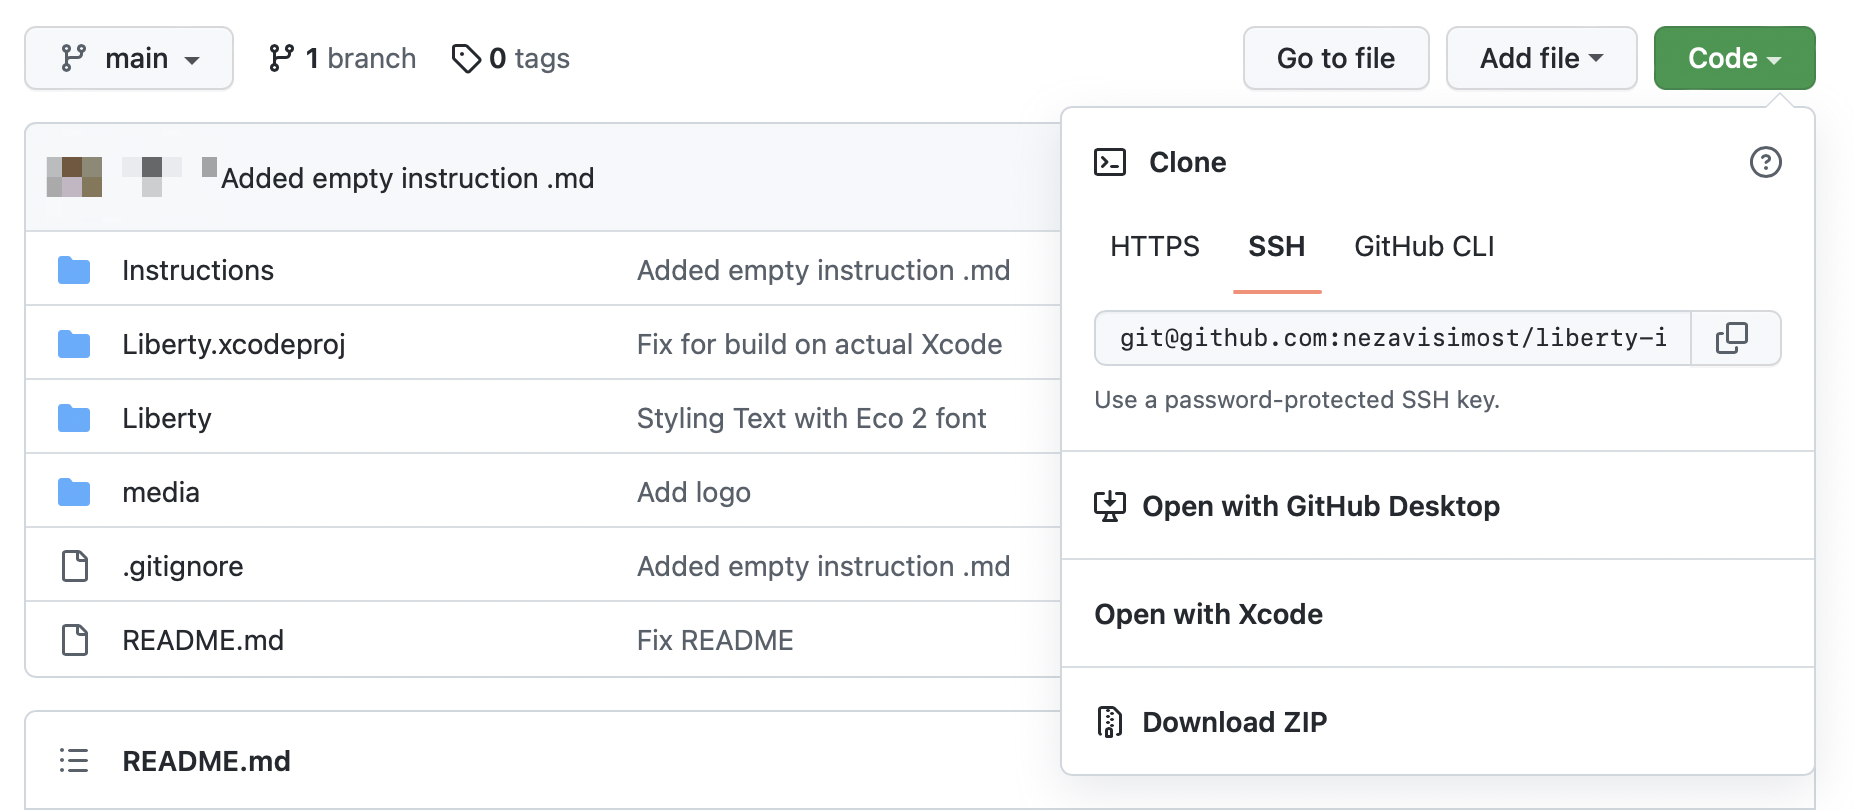 main 1 branch 0 tags Go to file Add file Code
Added empty instruction .md
Instructions Added empty instruction .md
Liberty.xcodeproj Fix for build on actual Xcode
Liberty Styling Text with Eco 2 font
media Add logo
.gitignore Added empty instruction .md
README.md Fix README
README.md
Clone
HTTPS SSH GitHub CLI
git@github.com:nezavisimost/liberty-i
Use a password-protected SSH key.
Open with GitHub Desktop
Open with Xcode
Download ZIP